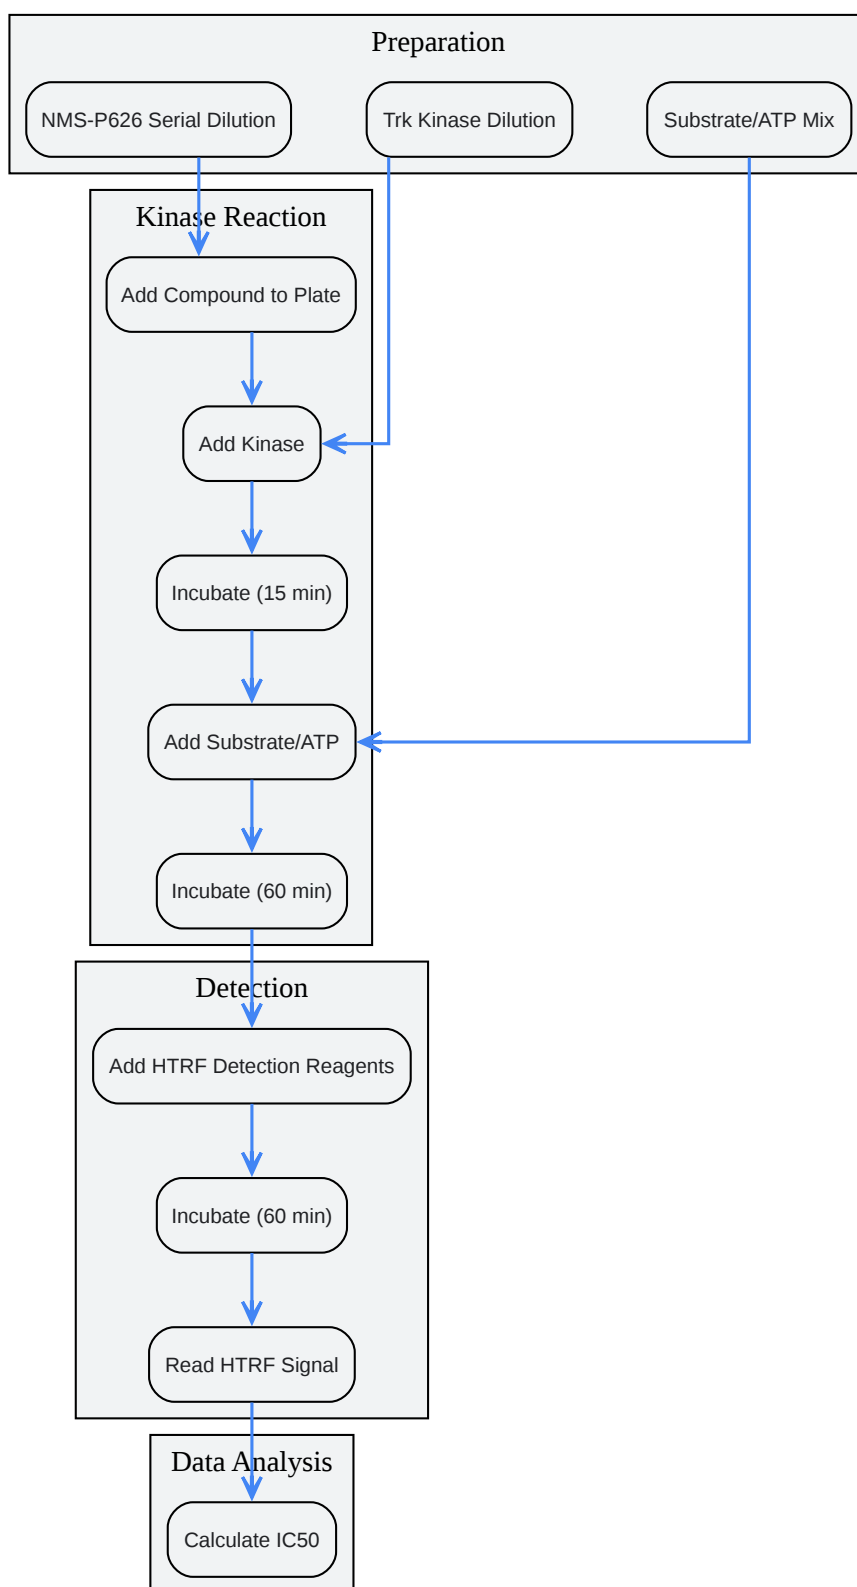 Preparation
NMS-P626 Serial Dilution
Trk Kinase Dilution
Substrate/ATP Mix
Kinase Reaction
Add Compound to Plate
Add Kinase
Incubate (15 min)
Add Substrate/ATP
Incubate (60 min)
Detection
Add HTRF Detection Reagents
Incubate (60 min)
Read HTRF Signal
Data Analysis
Calculate IC50